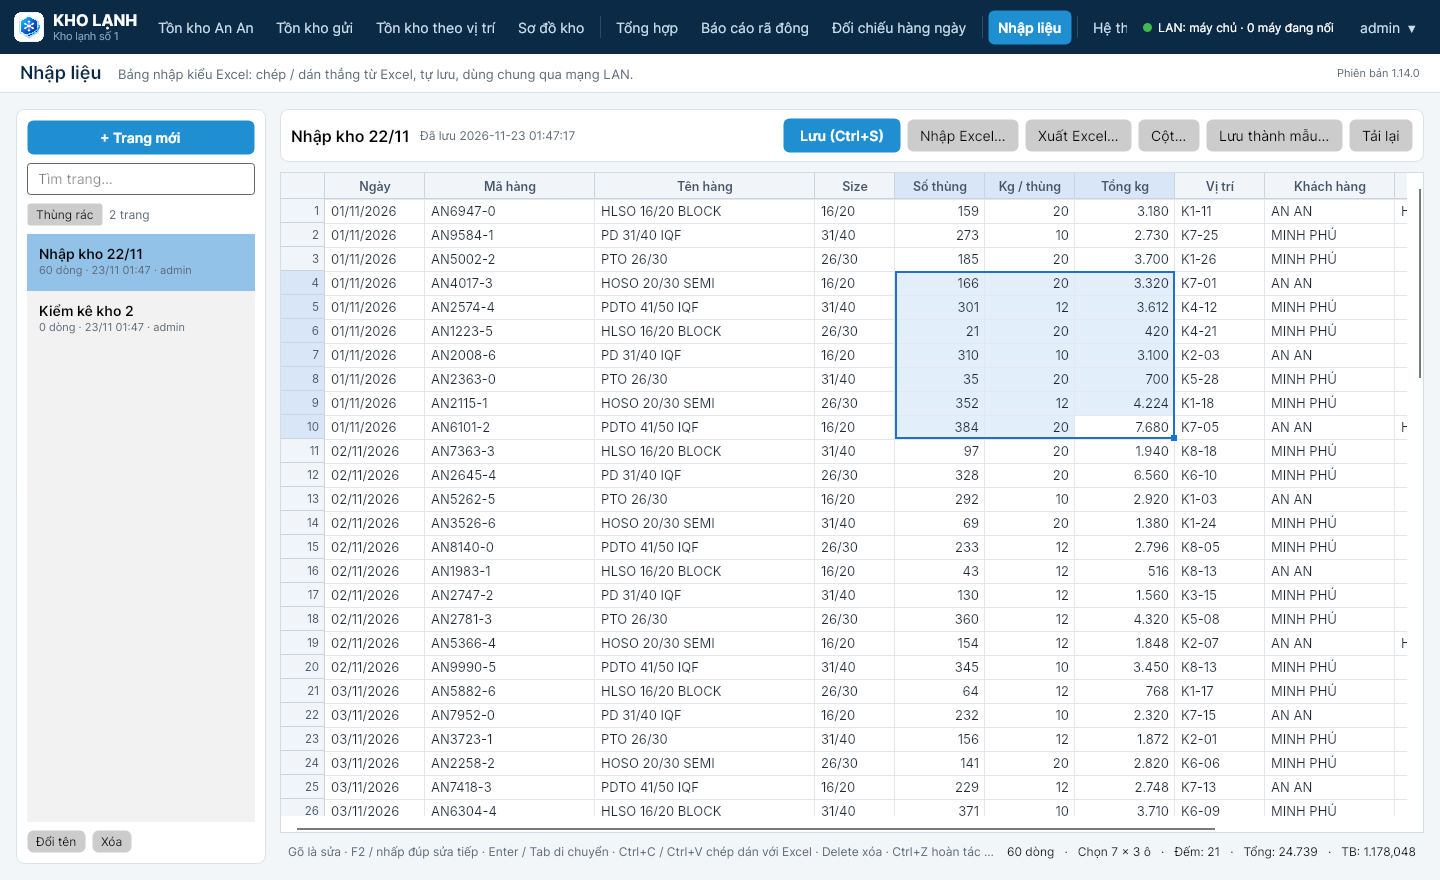 KHO LẠNH
Kho lạnh số 1
Tồn kho An An
Tồn kho gửi
Tồn kho theo vị trí
Sơ đồ kho
Tổng hợp
Báo cáo rã đông
Đối chiếu hàng ngày
Nhập liệu
Hệ th
LAN: máy chủ · 0 máy đang nối
admin ▾
Nhập liệu
Bảng nhập kiểu Excel: chép / dán thẳng từ Excel, tự lưu, dùng chung qua mạng LAN.
Phiên bản 1.14.0
+ Trang mới
Tìm trang...
Thùng rác
2 trang
Nhập kho 22/11
60 dòng · 23/11 01:47 · admin
Kiểm kê kho 2
0 dòng · 23/11 01:47 · admin
Đổi tên
Xóa
Nhập kho 22/11
Đã lưu 2026-11-23 01:47:17
Lưu (Ctrl+S)
Nhập Excel...
Xuất Excel...
Cột...
Lưu thành mẫu...
Tải lại
Ngày Mã hàng Tên hàng Size Số thùng Kg / thùng Tổng kg Vị trí Khách hàng
1 01/11/2026 AN6947-0 HLSO 16/20 BLOCK 16/20 159 20 3.180 K1-11 AN AN H
2 01/11/2026 AN9584-1 PD 31/40 IQF 31/40 273 10 2.730 K7-25 MINH PHÚ
3 01/11/2026 AN5002-2 PTO 26/30 26/30 185 20 3.700 K1-26 MINH PHÚ
4 01/11/2026 AN4017-3 HOSO 20/30 SEMI 16/20 166 20 3.320 K7-01 AN AN
5 01/11/2026 AN2574-4 PDTO 41/50 IQF 31/40 301 12 3.612 K4-12 MINH PHÚ
6 01/11/2026 AN1223-5 HLSO 16/20 BLOCK 26/30 21 20 420 K4-21 MINH PHÚ
7 01/11/2026 AN2008-6 PD 31/40 IQF 16/20 310 10 3.100 K2-03 AN AN
8 01/11/2026 AN2363-0 PTO 26/30 31/40 35 20 700 K5-28 MINH PHÚ
9 01/11/2026 AN2115-1 HOSO 20/30 SEMI 26/30 352 12 4.224 K1-18 MINH PHÚ
10 01/11/2026 AN6101-2 PDTO 41/50 IQF 16/20 384 20 7.680 K7-05 AN AN H
11 02/11/2026 AN7363-3 HLSO 16/20 BLOCK 31/40 97 20 1.940 K8-18 MINH PHÚ
12 02/11/2026 AN2645-4 PD 31/40 IQF 26/30 328 20 6.560 K6-10 MINH PHÚ
13 02/11/2026 AN5262-5 PTO 26/30 16/20 292 10 2.920 K1-03 AN AN
14 02/11/2026 AN3526-6 HOSO 20/30 SEMI 31/40 69 20 1.380 K1-24 MINH PHÚ
15 02/11/2026 AN8140-0 PDTO 41/50 IQF 26/30 233 12 2.796 K8-05 MINH PHÚ
16 02/11/2026 AN1983-1 HLSO 16/20 BLOCK 16/20 43 12 516 K8-13 AN AN
17 02/11/2026 AN2747-2 PD 31/40 IQF 31/40 130 12 1.560 K3-15 MINH PHÚ
18 02/11/2026 AN2781-3 PTO 26/30 26/30 360 12 4.320 K5-08 MINH PHÚ
19 02/11/2026 AN5366-4 HOSO 20/30 SEMI 16/20 154 12 1.848 K2-07 AN AN H
20 02/11/2026 AN9990-5 PDTO 41/50 IQF 31/40 345 10 3.450 K8-13 MINH PHÚ
21 03/11/2026 AN5882-6 HLSO 16/20 BLOCK 26/30 64 12 768 K1-17 MINH PHÚ
22 03/11/2026 AN7952-0 PD 31/40 IQF 16/20 232 10 2.320 K7-15 AN AN
23 03/11/2026 AN3723-1 PTO 26/30 31/40 156 12 1.872 K2-01 MINH PHÚ
24 03/11/2026 AN2258-2 HOSO 20/30 SEMI 26/30 141 20 2.820 K6-06 MINH PHÚ
25 03/11/2026 AN7418-3 PDTO 41/50 IQF 16/20 229 12 2.748 K7-13 AN AN
26 03/11/2026 AN6304-4 HLSO 16/20 BLOCK 31/40 371 10 3.710 K6-09 MINH PHÚ
Gõ là sửa · F2 / nhấp đúp sửa tiếp · Enter / Tab di chuyển · Ctrl+C / Ctrl+V chép dán với Excel · Delete xóa · Ctrl+Z hoàn tác ...
60 dòng · Chọn 7 × 3 ô · Đếm: 21 · Tổng: 24.739 · TB: 1.178,048